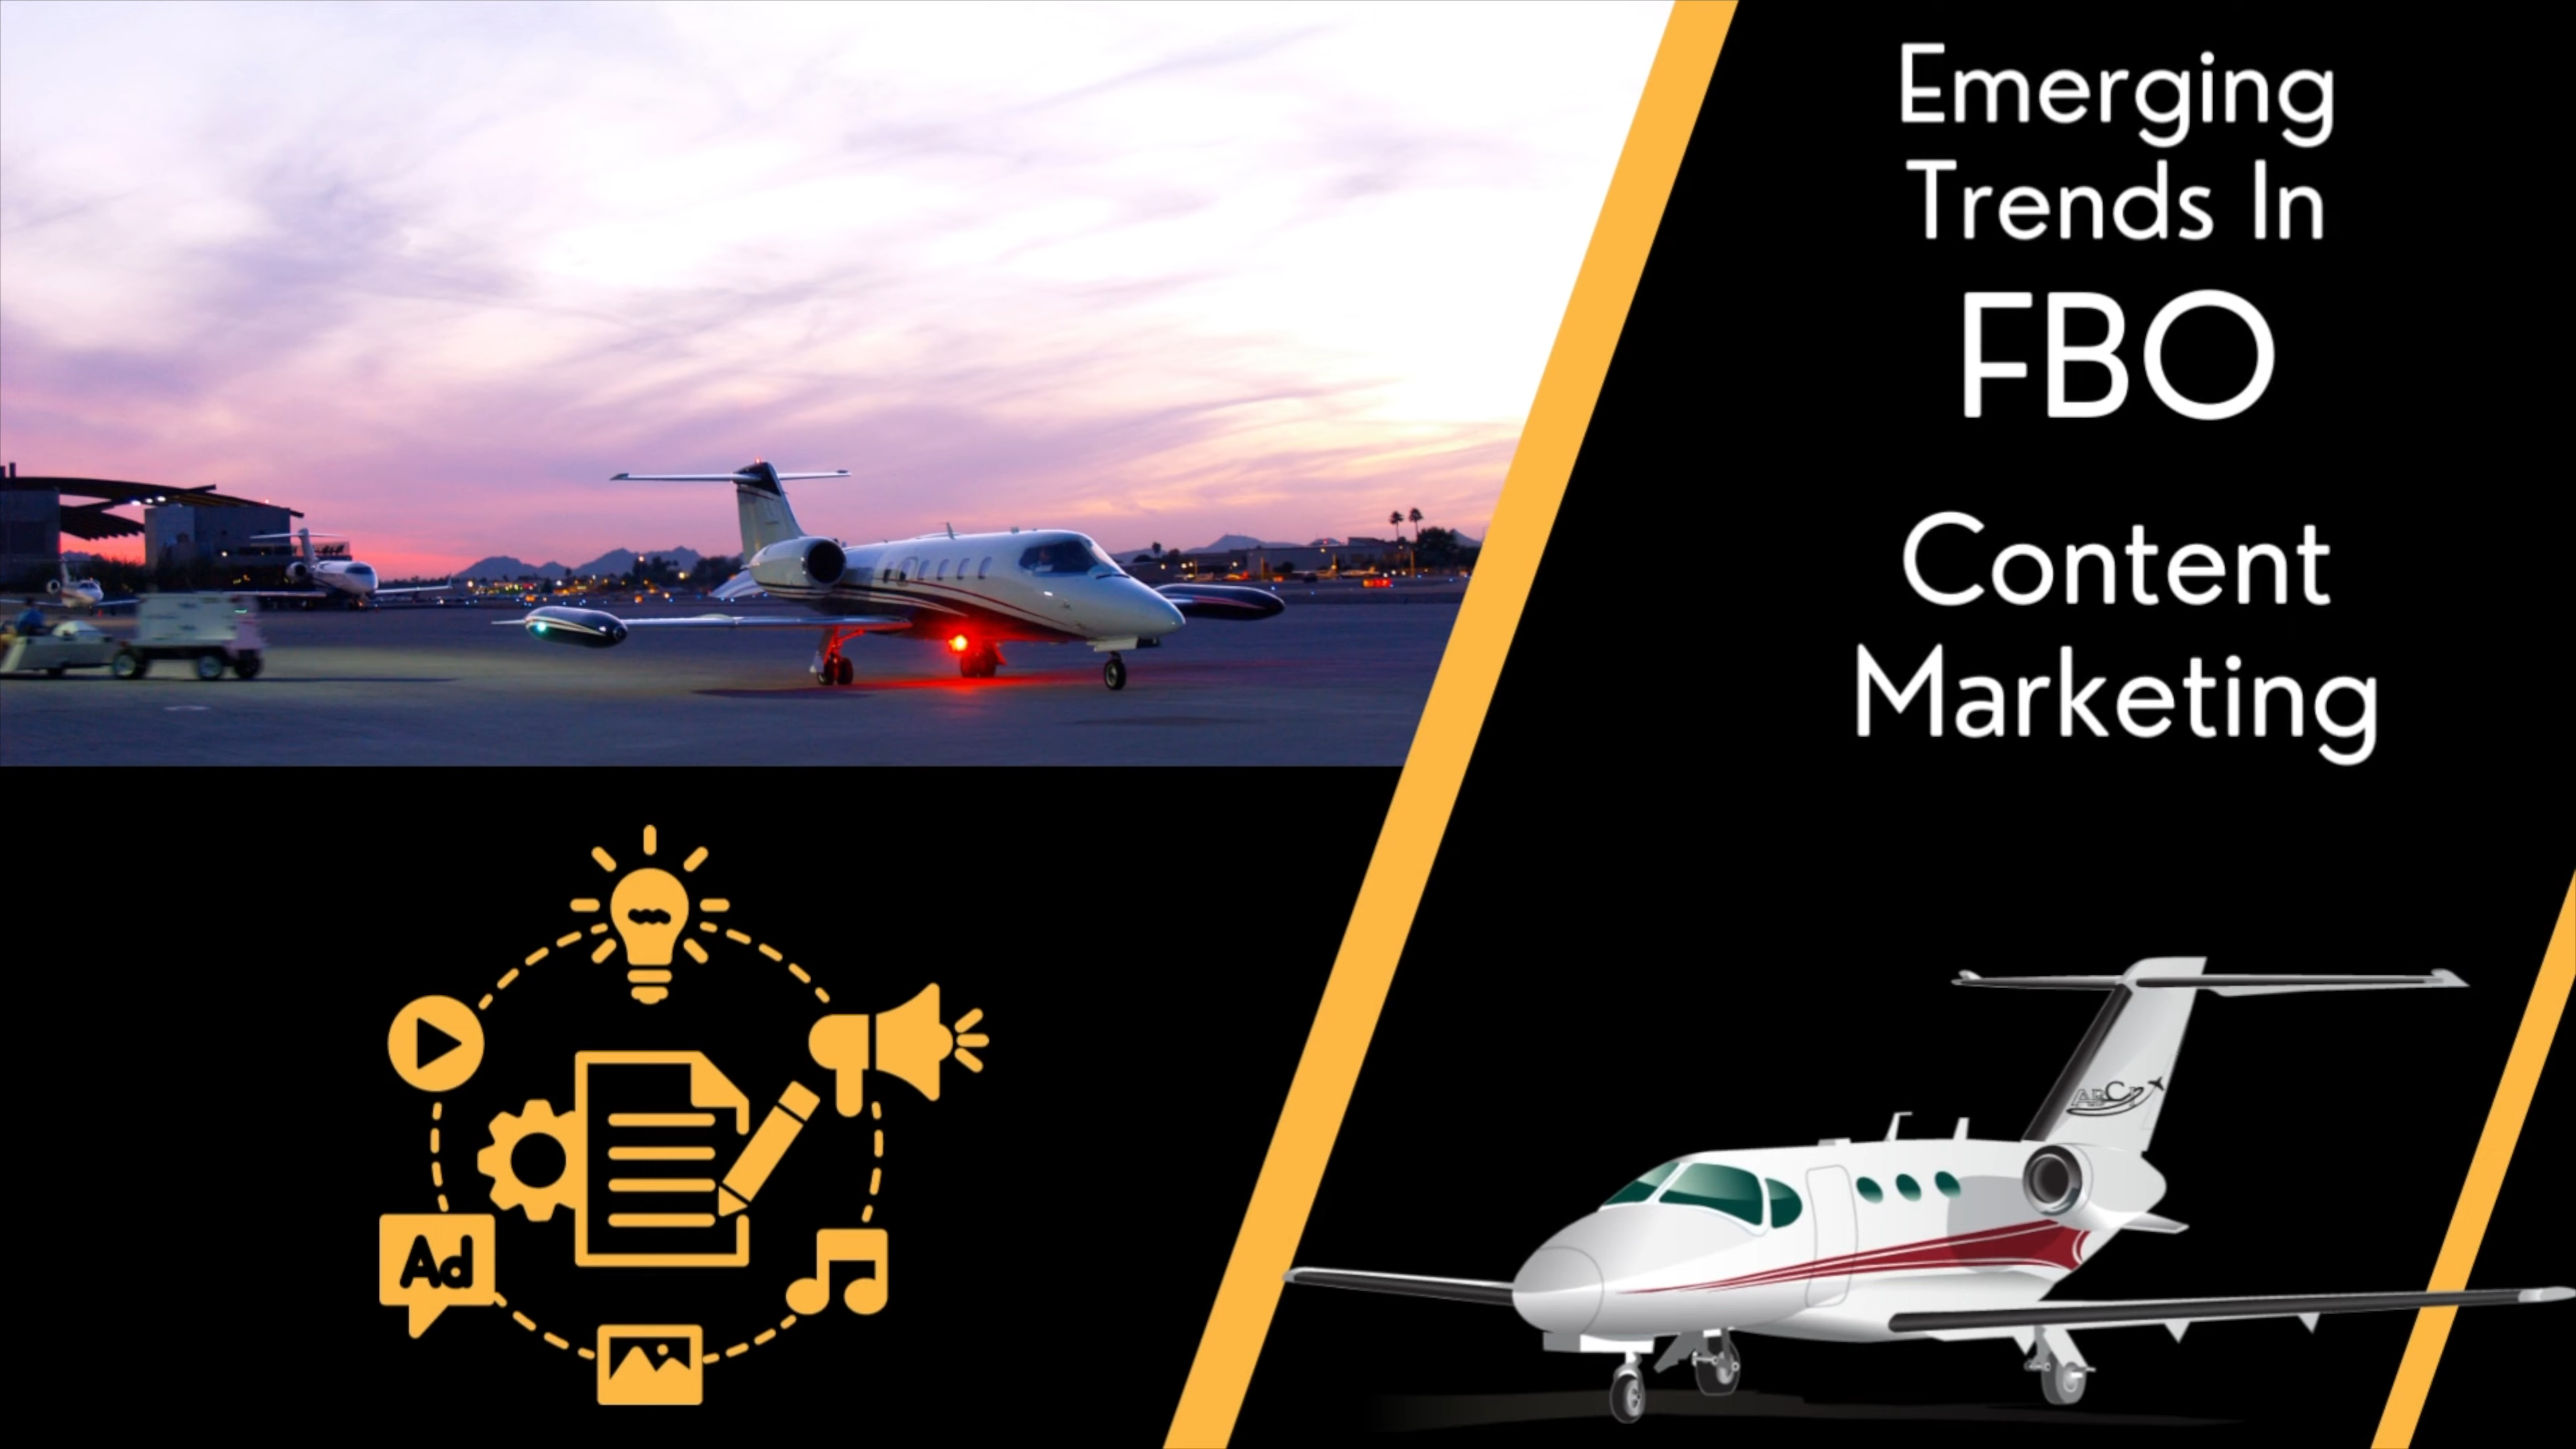 Emerging
Trends In
FBO
Content
Marketing
Ad